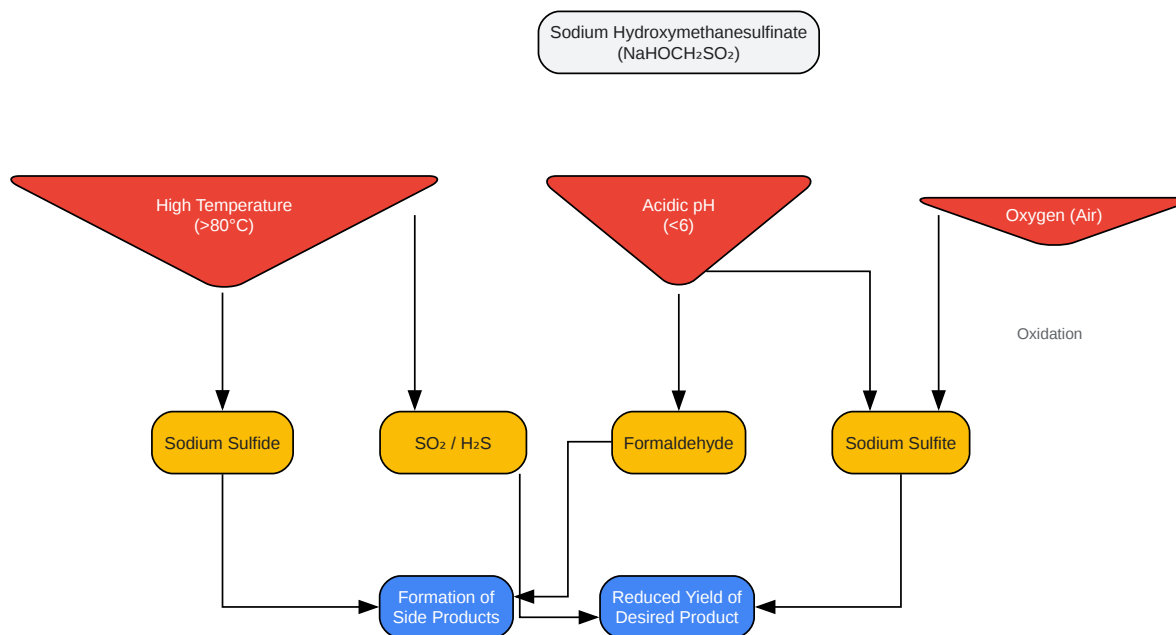 Sodium Hydroxymethanesulfinate
(NaHOCH₂SO₂)
High Temperature
(>80°C)
Acidic pH
(<6)
Oxygen (Air)
Oxidation
Sodium Sulfide
SO₂ / H₂S
Formaldehyde
Sodium Sulfite
Formation of
Side Products
Reduced Yield of
Desired Product